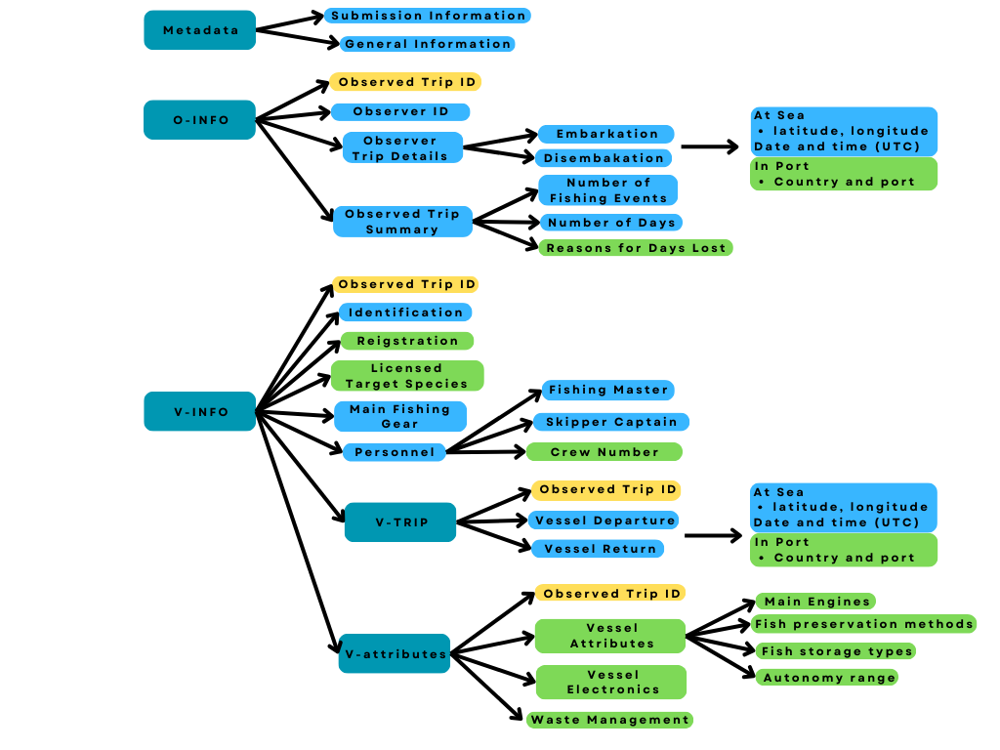 Metadata
Submission Information
General Information
O-INFO
Observed Trip ID
Observer ID
Observer
Trip Details
Embarkation
Disembakation
At Sea
• latitude, longitude
Date and time (UTC)
In Port
• Country and port
Observed Trip
Summary
Number of
Fishing Events
Number of Days
Reasons for Days Lost
V-INFO
Observed Trip ID
Identification
Reigstration
Licensed
Target Species
Main Fishing
Gear
Personnel
Fishing Master
Skipper Captain
Crew Number
V-TRIP
Observed Trip ID
Vessel Departure
Vessel Return
At Sea
• latitude, longitude
Date and time (UTC)
In Port
• Country and port
V-attributes
Observed Trip ID
Vessel
Attributes
Main Engines
Fish preservation methods
Fish storage types
Autonomy range
Vessel
Electronics
Waste Management